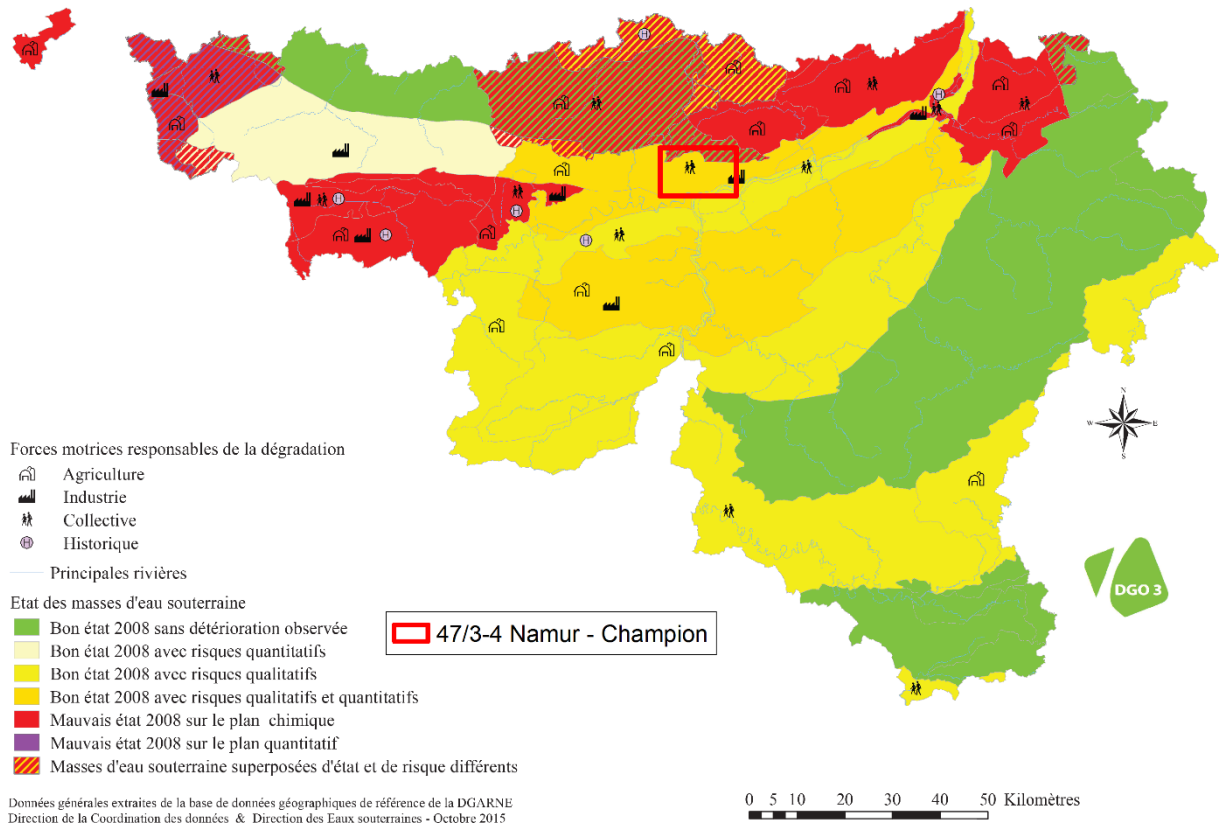 H
H
H
H
H
H
N
W
E
S
Forces motrices responsables de la dégradation
Agriculture
Industrie
Collective
H Historique
Principales rivières
Etat des masses d'eau souterraine
Bon état 2008 sans détérioration observée
Bon état 2008 avec risques quantitatifs
Bon état 2008 avec risques qualitatifs
Bon état 2008 avec risques qualitatifs et quantitatifs
Mauvais état 2008 sur le plan chimique
Mauvais état 2008 sur le plan quantitatif
Masses d'eau souterraine superposées d'état et de risque différents
47/3-4 Namur - Champion
DGO 3
Données générales extraites de la base de données géographiques de référence de la DGARNE
Direction de la Coordination des données & Direction des Eaux souterraines - Octobre 2015
0 5 10 20 30 40 50 Kilomètres